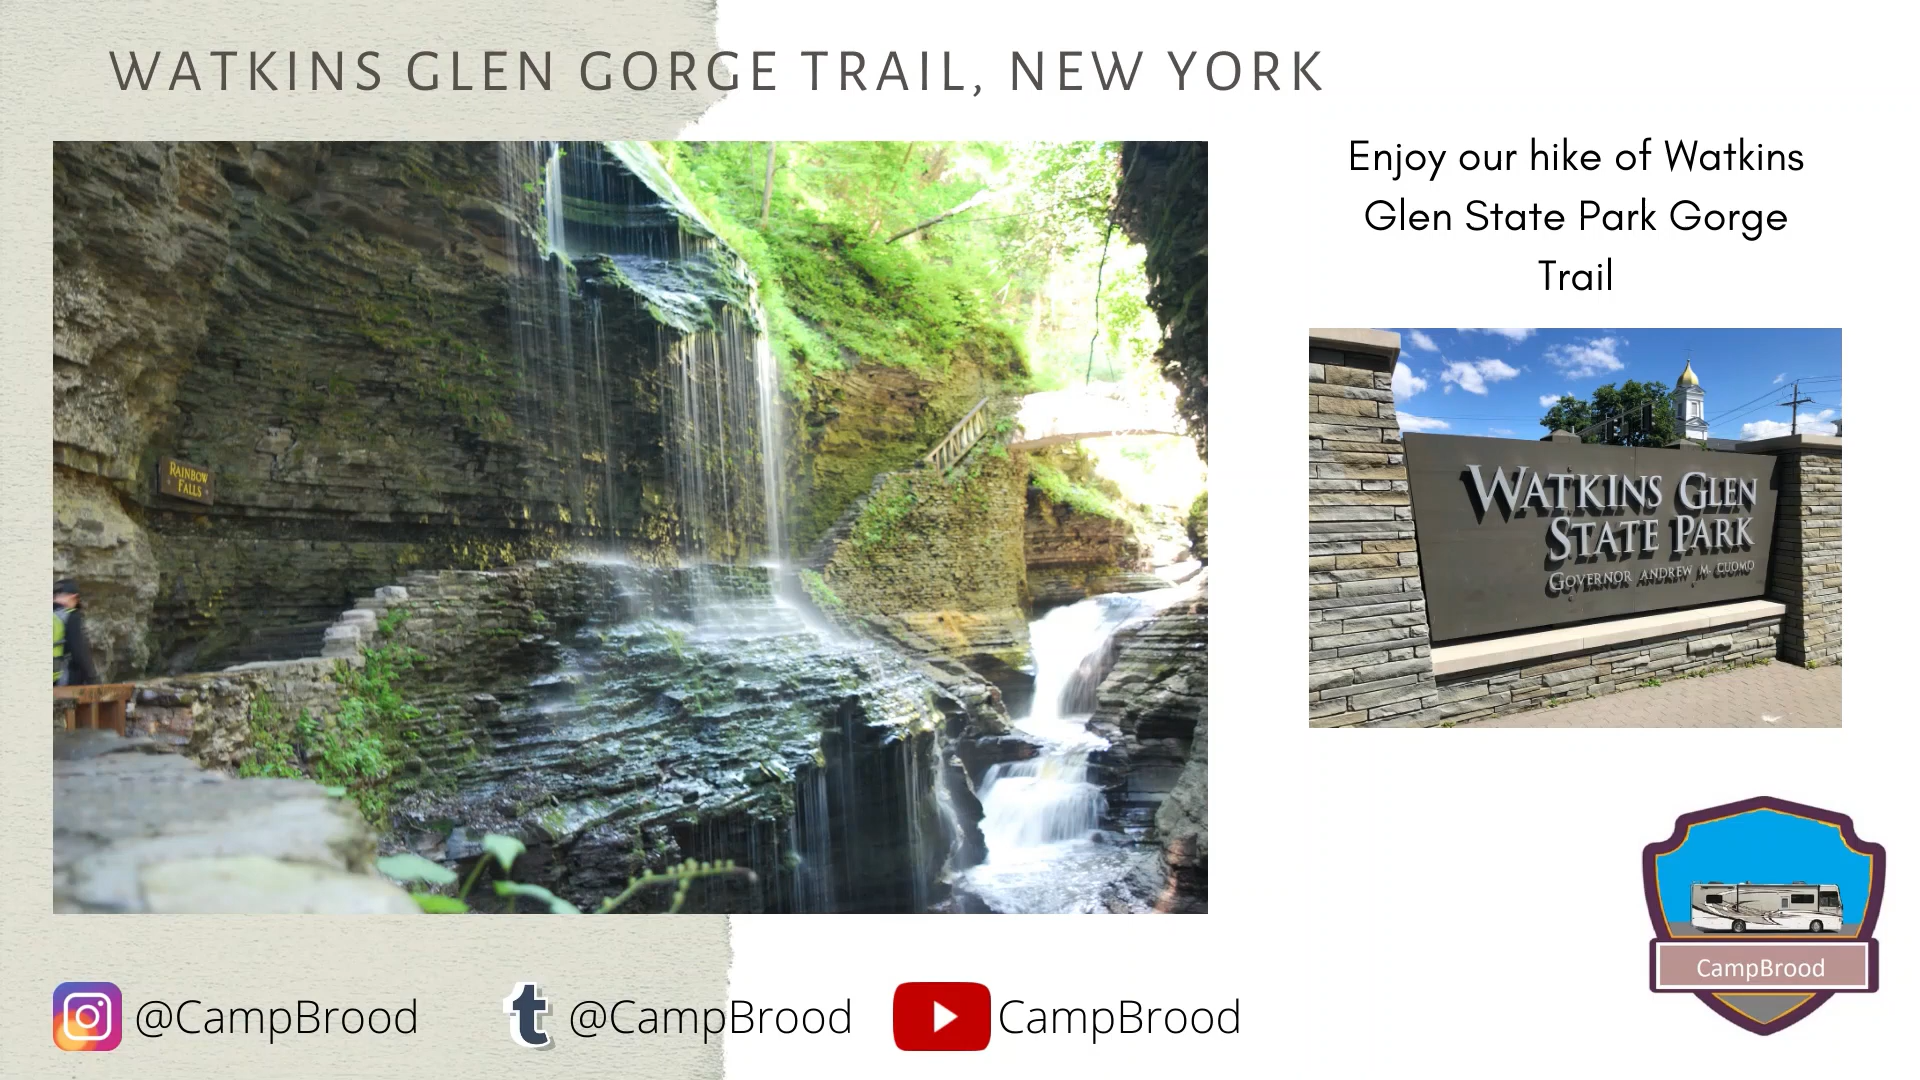 WATKINS GLEN GORGE TRAIL, NEW YORK
Enjoy our hike of Watkins
Glen State Park Gorge
Trail
RAINBOW
FALLS
WATKINS GLEN
STATE PARK
GOVERNOR ANDREW M. CUOMO
CampBrood
@CampBrood
t @CampBrood
CampBrood